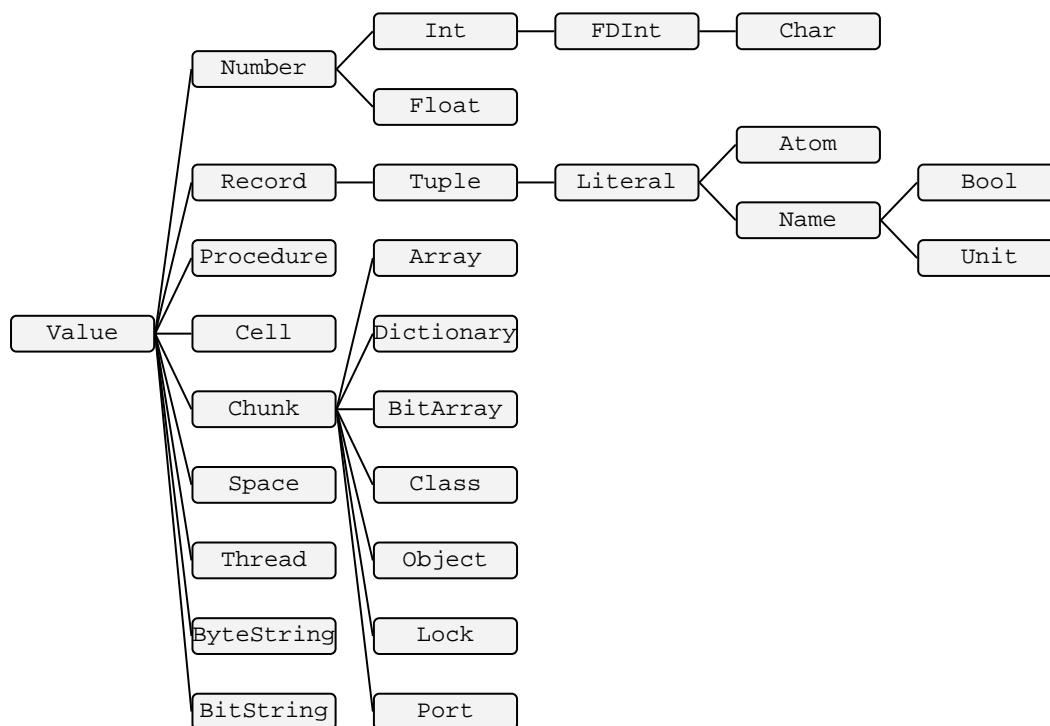 Int
FDInt
Char
Number
Float
Atom
Record
Tuple
Literal
Bool
Name
Procedure
Array
Unit
Value
Cell
Dictionary
Chunk
BitArray
Space
Class
Thread
Object
ByteString
Lock
BitString
Port